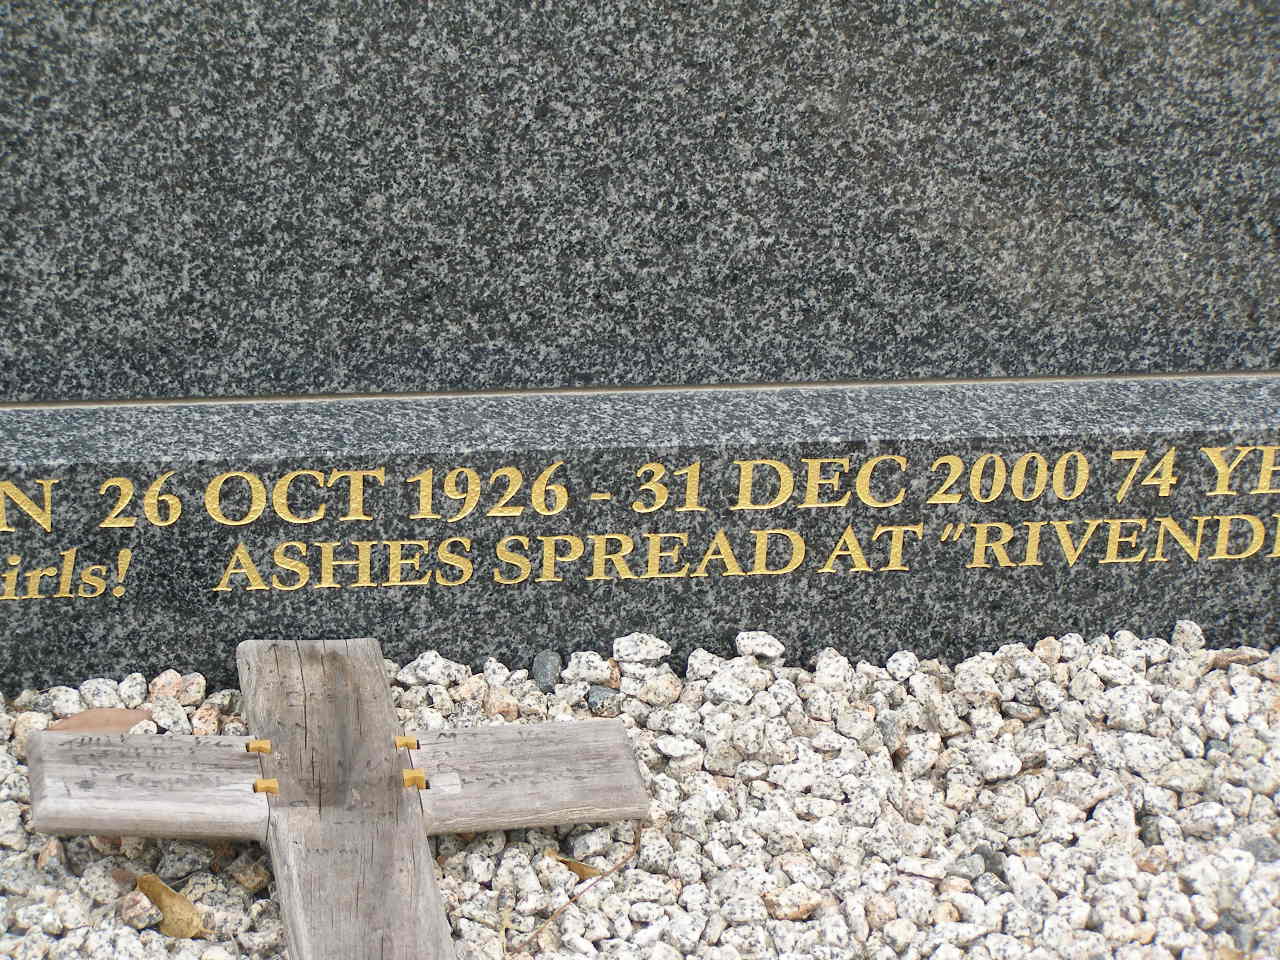 N 26 OCT 1926 - 31 DEC 2000 74 YE
irls! ASHES SPREAD AT "RIVEND